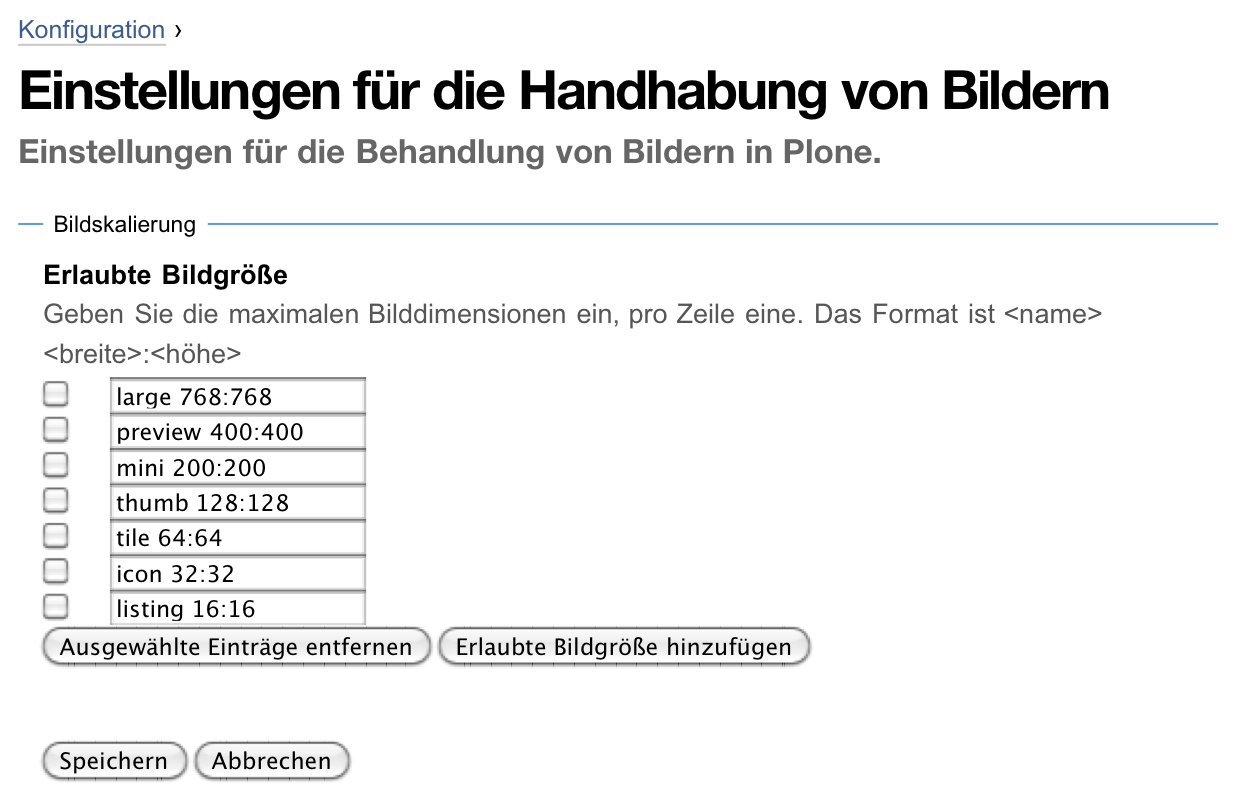 Konfiguration ›
Einstellungen für die Handhabung von Bildern
Einstellungen für die Behandlung von Bildern in Plone.
Bildskalierung
Erlaubte Bildgröße
Geben Sie die maximalen Bilddimensionen ein, pro Zeile eine. Das Format ist <name>
<breite>:<höhe>
large 768:768
preview 400:400
mini 200:200
thumb 128:128
tile 64:64
icon 32:32
listing 16:16
Ausgewählte Einträge entfernen Erlaubte Bildgröße hinzufügen
Speichern Abbrechen